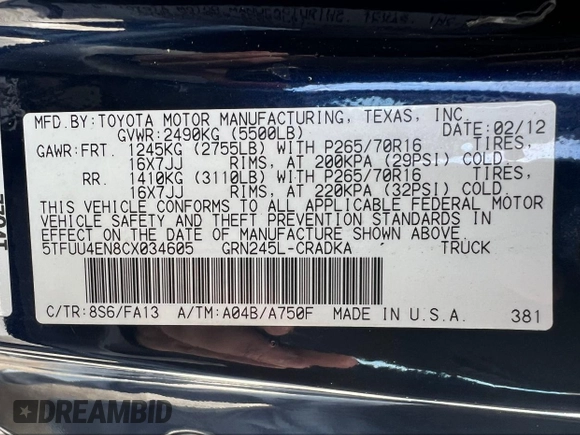 MFD.BY:TOYOTA MOTOR MANUFACTURING, TEXAS, INC.
GVWR:2490KG (5500LB) DATE:02/12
GAWR:FRT. 1245KG (2755LB) WITH P265/70R16 TIRES,
16X7JJ RIMS, AT 200KPA (29PSI) COLD
RR. 1410KG (3110LB) WITH P265/70R16 TIRES,
16X7JJ RIMS, AT 220KPA (32PSI) COLD
THIS VEHICLE CONFORMS TO ALL APPLICABLE FEDERAL MOTOR
VEHICLE SAFETY AND THEFT PREVENTION STANDARDS IN
EFFECT ON THE DATE OF MANUFACTURE SHOWN ABOVE.
5TFUU4EN8CX034605 GRN245L-CRADKA TRUCK
C/TR:8S6/FA13 A/TM:A04B/A750F MADE IN U.S.A. 381
DREAMBID